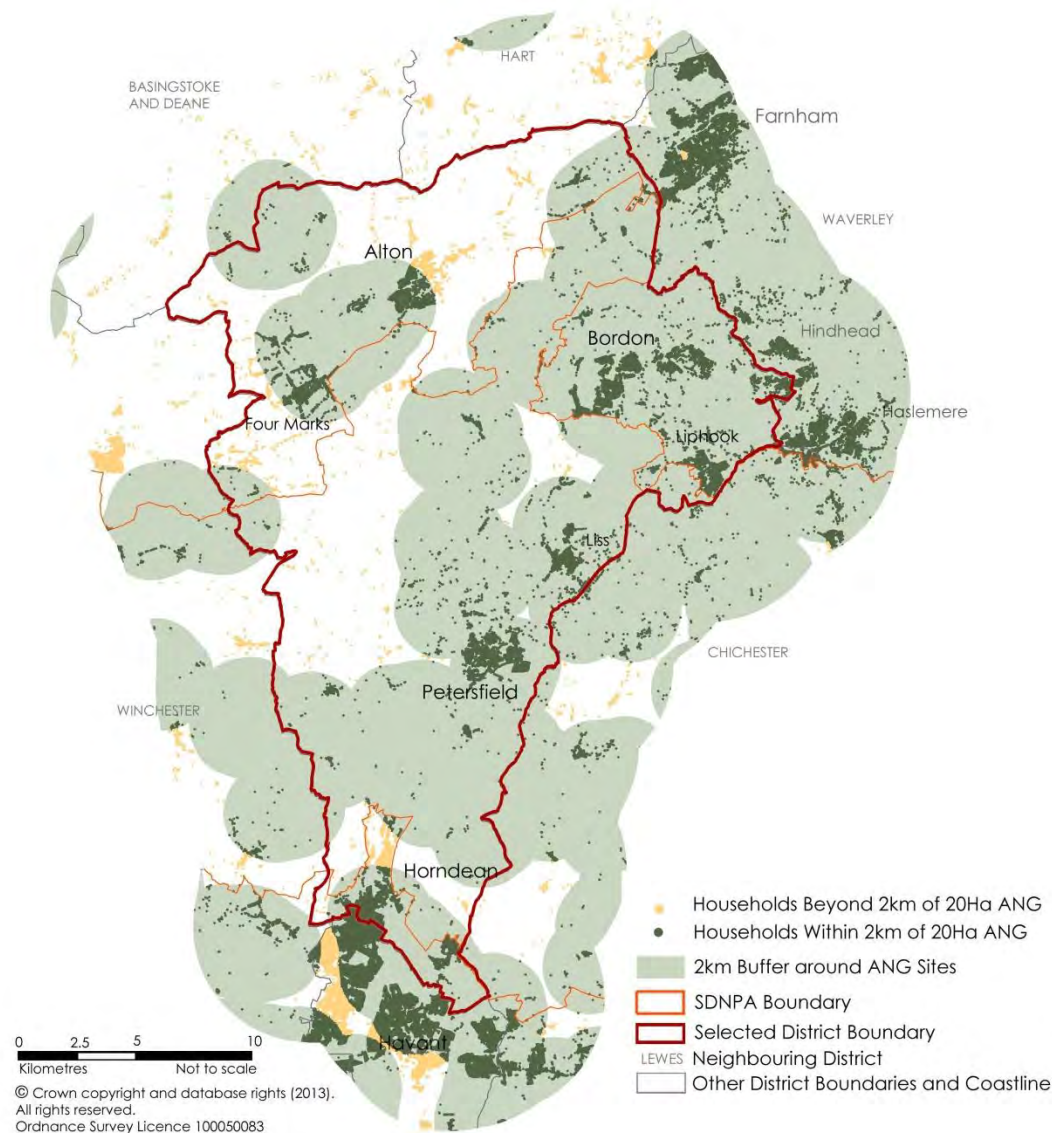 HART
BASINGSTOKE
AND DEANE
Farnham
WAVERLEY
Alton
Hindhead
Bordon
Haslemere
Four Marks
Liphook
Liss
CHICHESTER
Petersfield
WINCHESTER
Horndean
Havant
Households Beyond 2km of 20Ha ANG
Households Within 2km of 20Ha ANG
2km Buffer around ANG Sites
SDNPA Boundary
Selected District Boundary
LEWES Neighbouring District
Other District Boundaries and Coastline
0 2.5 5 10
Kilometres Not to scale
© Crown copyright and database rights (2013).
All rights reserved.
Ordnance Survey Licence 100050083